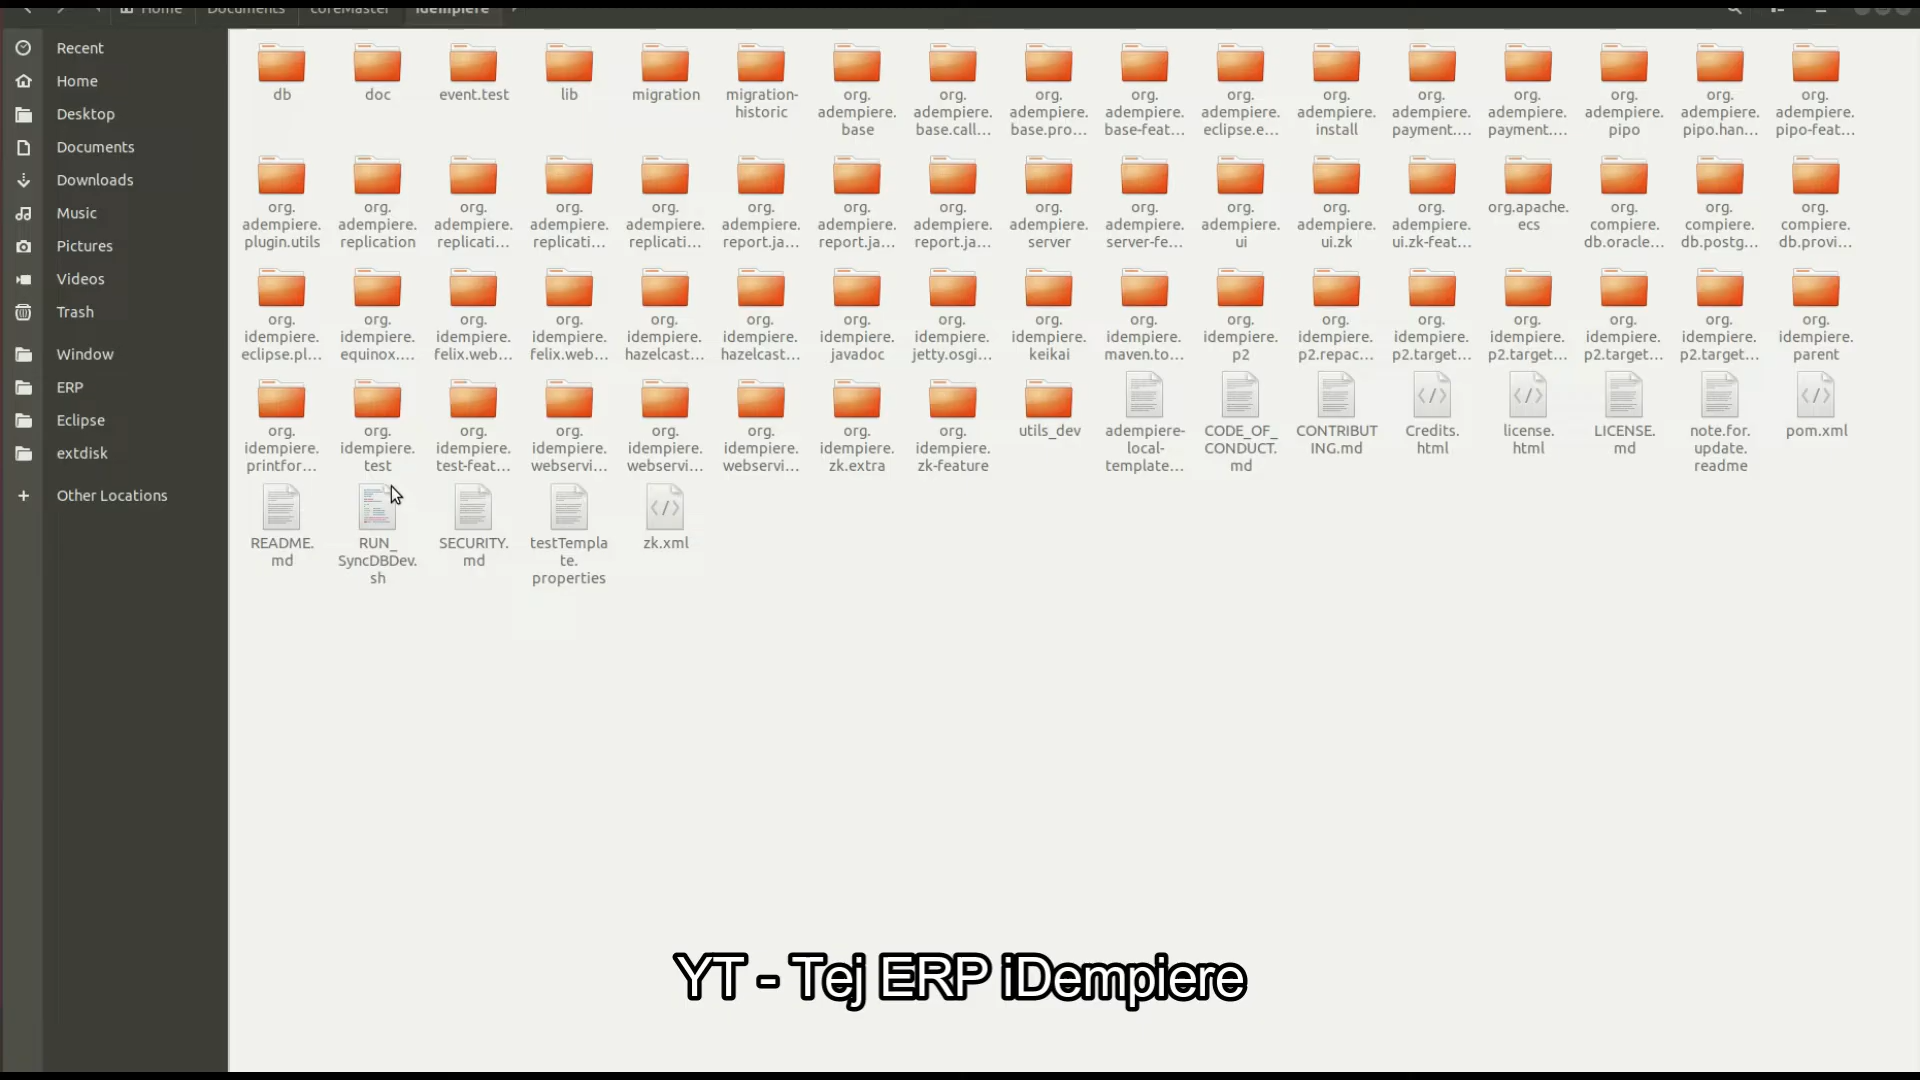 Home Documents coreMaster idempiere
Recent
Home
Desktop
Documents
Downloads
Music
Pictures
Videos
Trash
Window
ERP
Eclipse
extdisk
Other Locations
db
doc
event.test
lib
migration
migration-
historic
org.
adempiere.
base
org.
adempiere.
base.call...
org.
adempiere.
base.pro...
org.
adempiere.
base-feat...
org.
adempiere.
eclipse.e...
org.
adempiere.
install
org.
adempiere.
payment....
org.
adempiere.
payment....
org.
adempiere.
pipo
org.
adempiere.
pipo.han...
org.
adempiere.
pipo-feat...
org.
adempiere.
plugin.utils
org.
adempiere.
replication
org.
adempiere.
replicati...
org.
adempiere.
replicati...
org.
adempiere.
replicati...
org.
adempiere.
report.ja...
org.
adempiere.
report.ja...
org.
adempiere.
report.ja...
org.
adempiere.
server
org.
adempiere.
server-fe...
org.
adempiere.
ui
org.
adempiere.
ui.zk
org.
adempiere.
ui.zk-feat...
org.apache.
ecs
org.
compiere.
db.oracle...
org.
compiere.
db.postg...
org.
compiere.
db.provi...
org.
idempiere.
eclipse.pl...
org.
idempiere.
equinox....
org.
idempiere.
felix.web...
org.
idempiere.
felix.web...
org.
idempiere.
hazelcast...
org.
idempiere.
hazelcast...
org.
idempiere.
javadoc
org.
idempiere.
jetty.osgi...
org.
idempiere.
keikai
org.
idempiere.
maven.to...
org.
idempiere.
p2
org.
idempiere.
p2.repac...
org.
idempiere.
p2.target...
org.
idempiere.
p2.target...
org.
idempiere.
p2.target...
org.
idempiere.
p2.target...
org.
idempiere.
parent
org.
idempiere.
printfor...
org.
idempiere.
test
org.
idempiere.
test-feat...
org.
idempiere.
webservi...
org.
idempiere.
webservi...
org.
idempiere.
webservi...
org.
idempiere.
zk.extra
org.
idempiere.
zk-feature
utils_dev
adempiere-
local-
template...
CODE_OF_
CONDUCT.
md
CONTRIBUT
ING.md
Credits.
html
license.
html
LICENSE.
md
note.for.
update.
readme
pom.xml
README.
md
RUN_
SyncDBDev.
sh
SECURITY.
md
testTempla
te.
properties
zk.xml
YT - Tej ERP iDempiere